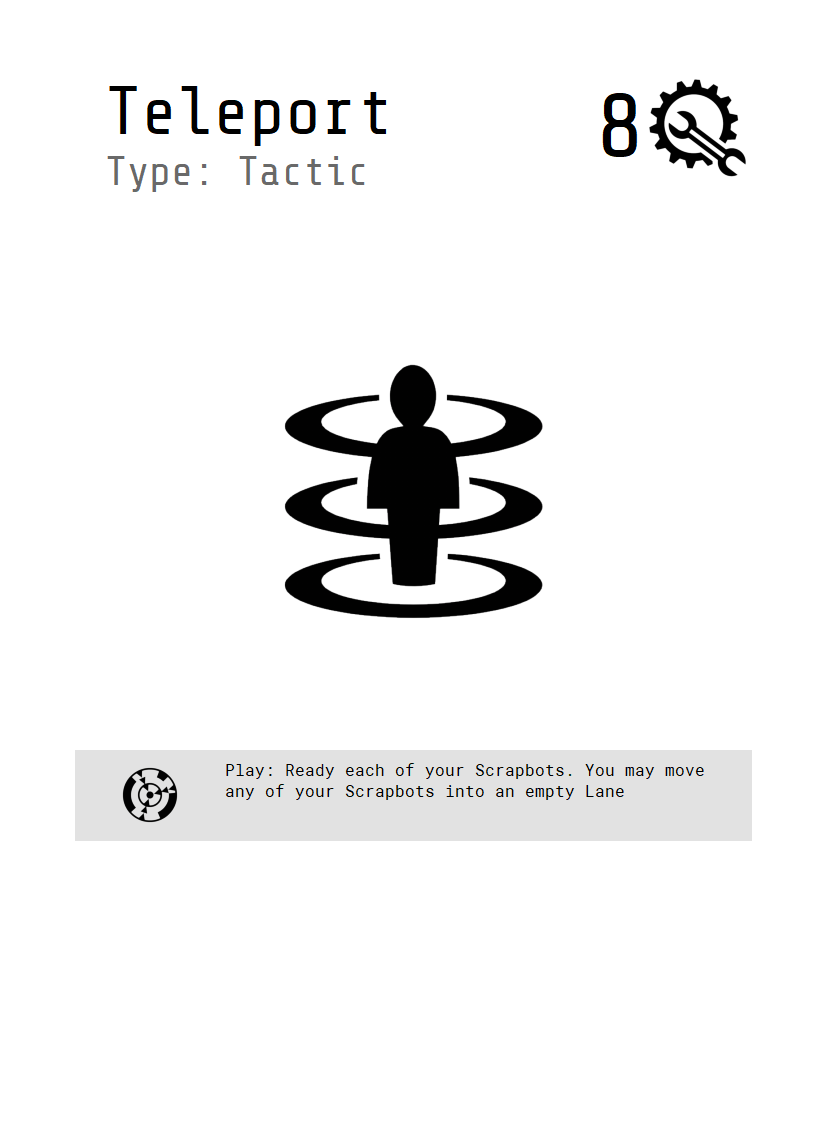 Teleport
8
Type: Tactic
Play: Ready each of your Scrapbots. You may move
any of your Scrapbots into an empty Lane